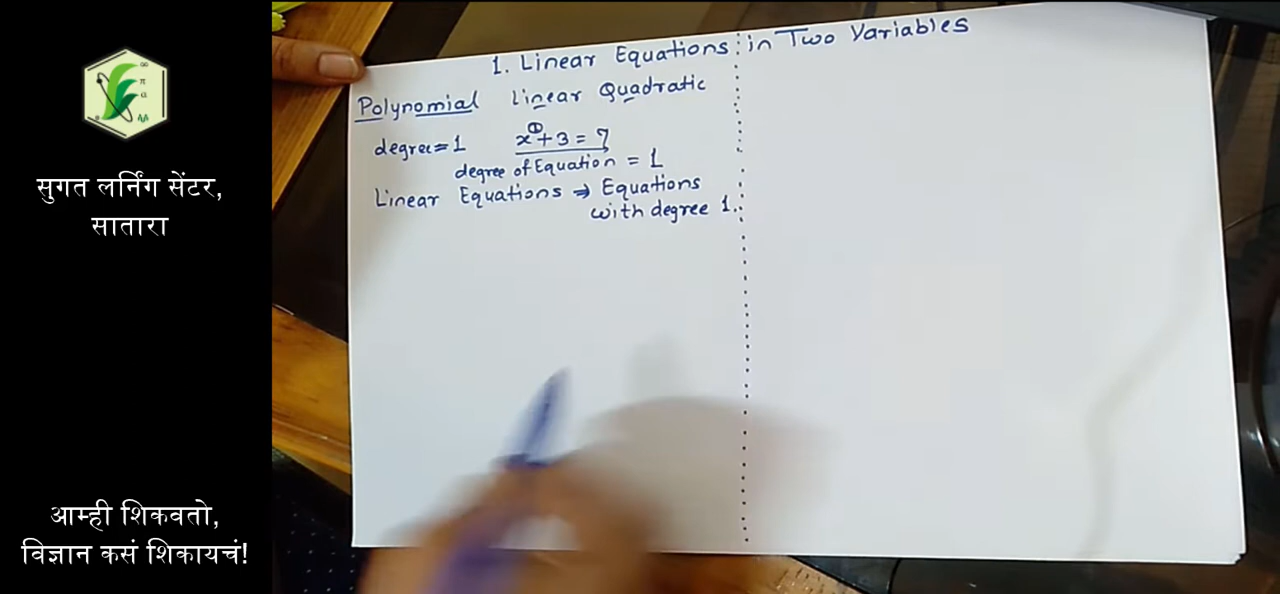 सुगत लर्निंग सेंटर,
सातारा
आम्ही शिकवतो,
विज्ञान कसं शिकायचं!
1. Linear Equations in Two Variables
Polynomial Linear Quadratic
degree=1 x¹+3=7
degree of Equation = 1
Linear Equations → Equations
with degree 1.